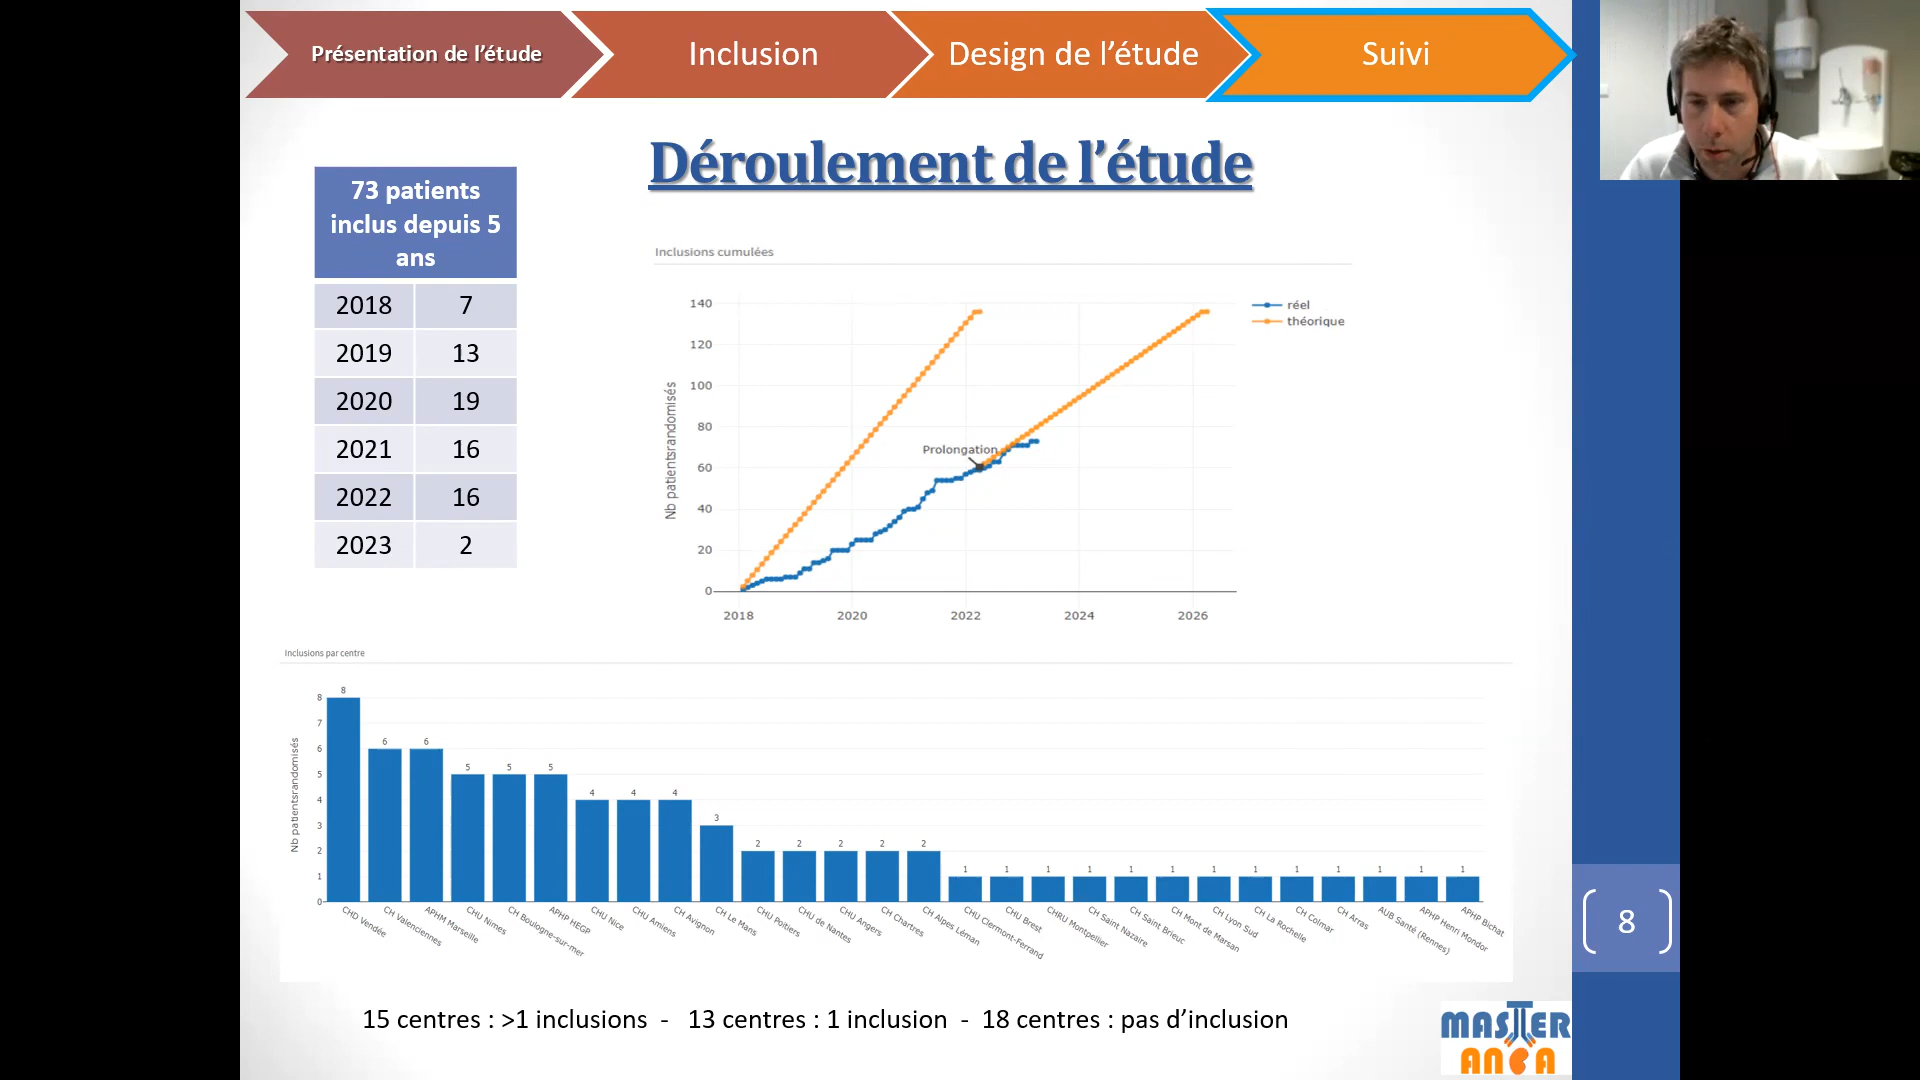 Présentation de l’étude
Inclusion
Design de l’étude
Suivi
Déroulement de l’étude
73 patients
inclus depuis 5
ans
2018 7
2019 13
2020 19
2021 16
2022 16
2023 2
Inclusions cumulées
140
120
100
80
60
40
20
0
Nb patientsrandomisés
Prolongation
réel
théorique
2018 2020 2022 2024 2026
Inclusions par centre
8
7
6
5
4
3
2
1
0
Nb patientsrandomisés
8 6 6 5 5 5 4 4 4 3 2 2 2 2 2 1 1 1 1 1 1 1 1 1 1 1 1 1
CHD Vendée
CH Valenciennes
APHM Marseille
CHU Nimes
CH Boulogne-sur-mer
APHP HEGP
CHU Nice
CHU Amiens
CH Avignon
CH Le Mans
CHU Poitiers
CHU de Nantes
CHU Angers
CH Chartres
CH Alpes Léman
CHU Clermont-Ferrand
CHU Brest
CHRU Montpellier
CH Saint Nazaire
CH Saint Brieuc
CH Mont de Marsan
CH Lyon Sud
CH La Rochelle
CH Colmar
CH Arras
AUB Santé (Rennes)
APHP Henri Mondor
APHP Bichat
15 centres : >1 inclusions - 13 centres : 1 inclusion - 18 centres : pas d’inclusion
8
MASTER
ANCA